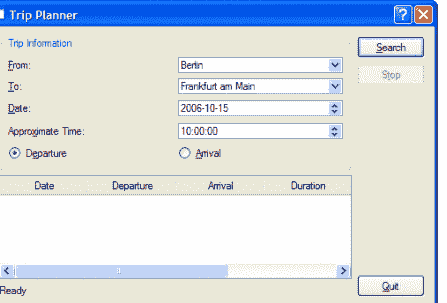 Trip Planner
Trip Information
From: Berlin
To: Frankfurt am Main
Date: 2006-10-15
Approximate Time: 10:00:00
Departure Arrival
Search
Stop
Date Departure Arrival Duration
Quit
Ready